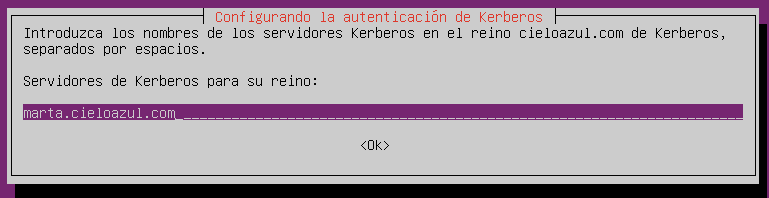 Configurando la autenticación de Kerberos
Introduzca los nombres de los servidores Kerberos en el reino cieloazul.com de Kerberos,
separados por espacios.
Servidores de Kerberos para su reino:
marta.cieloazul.com
<Ok>